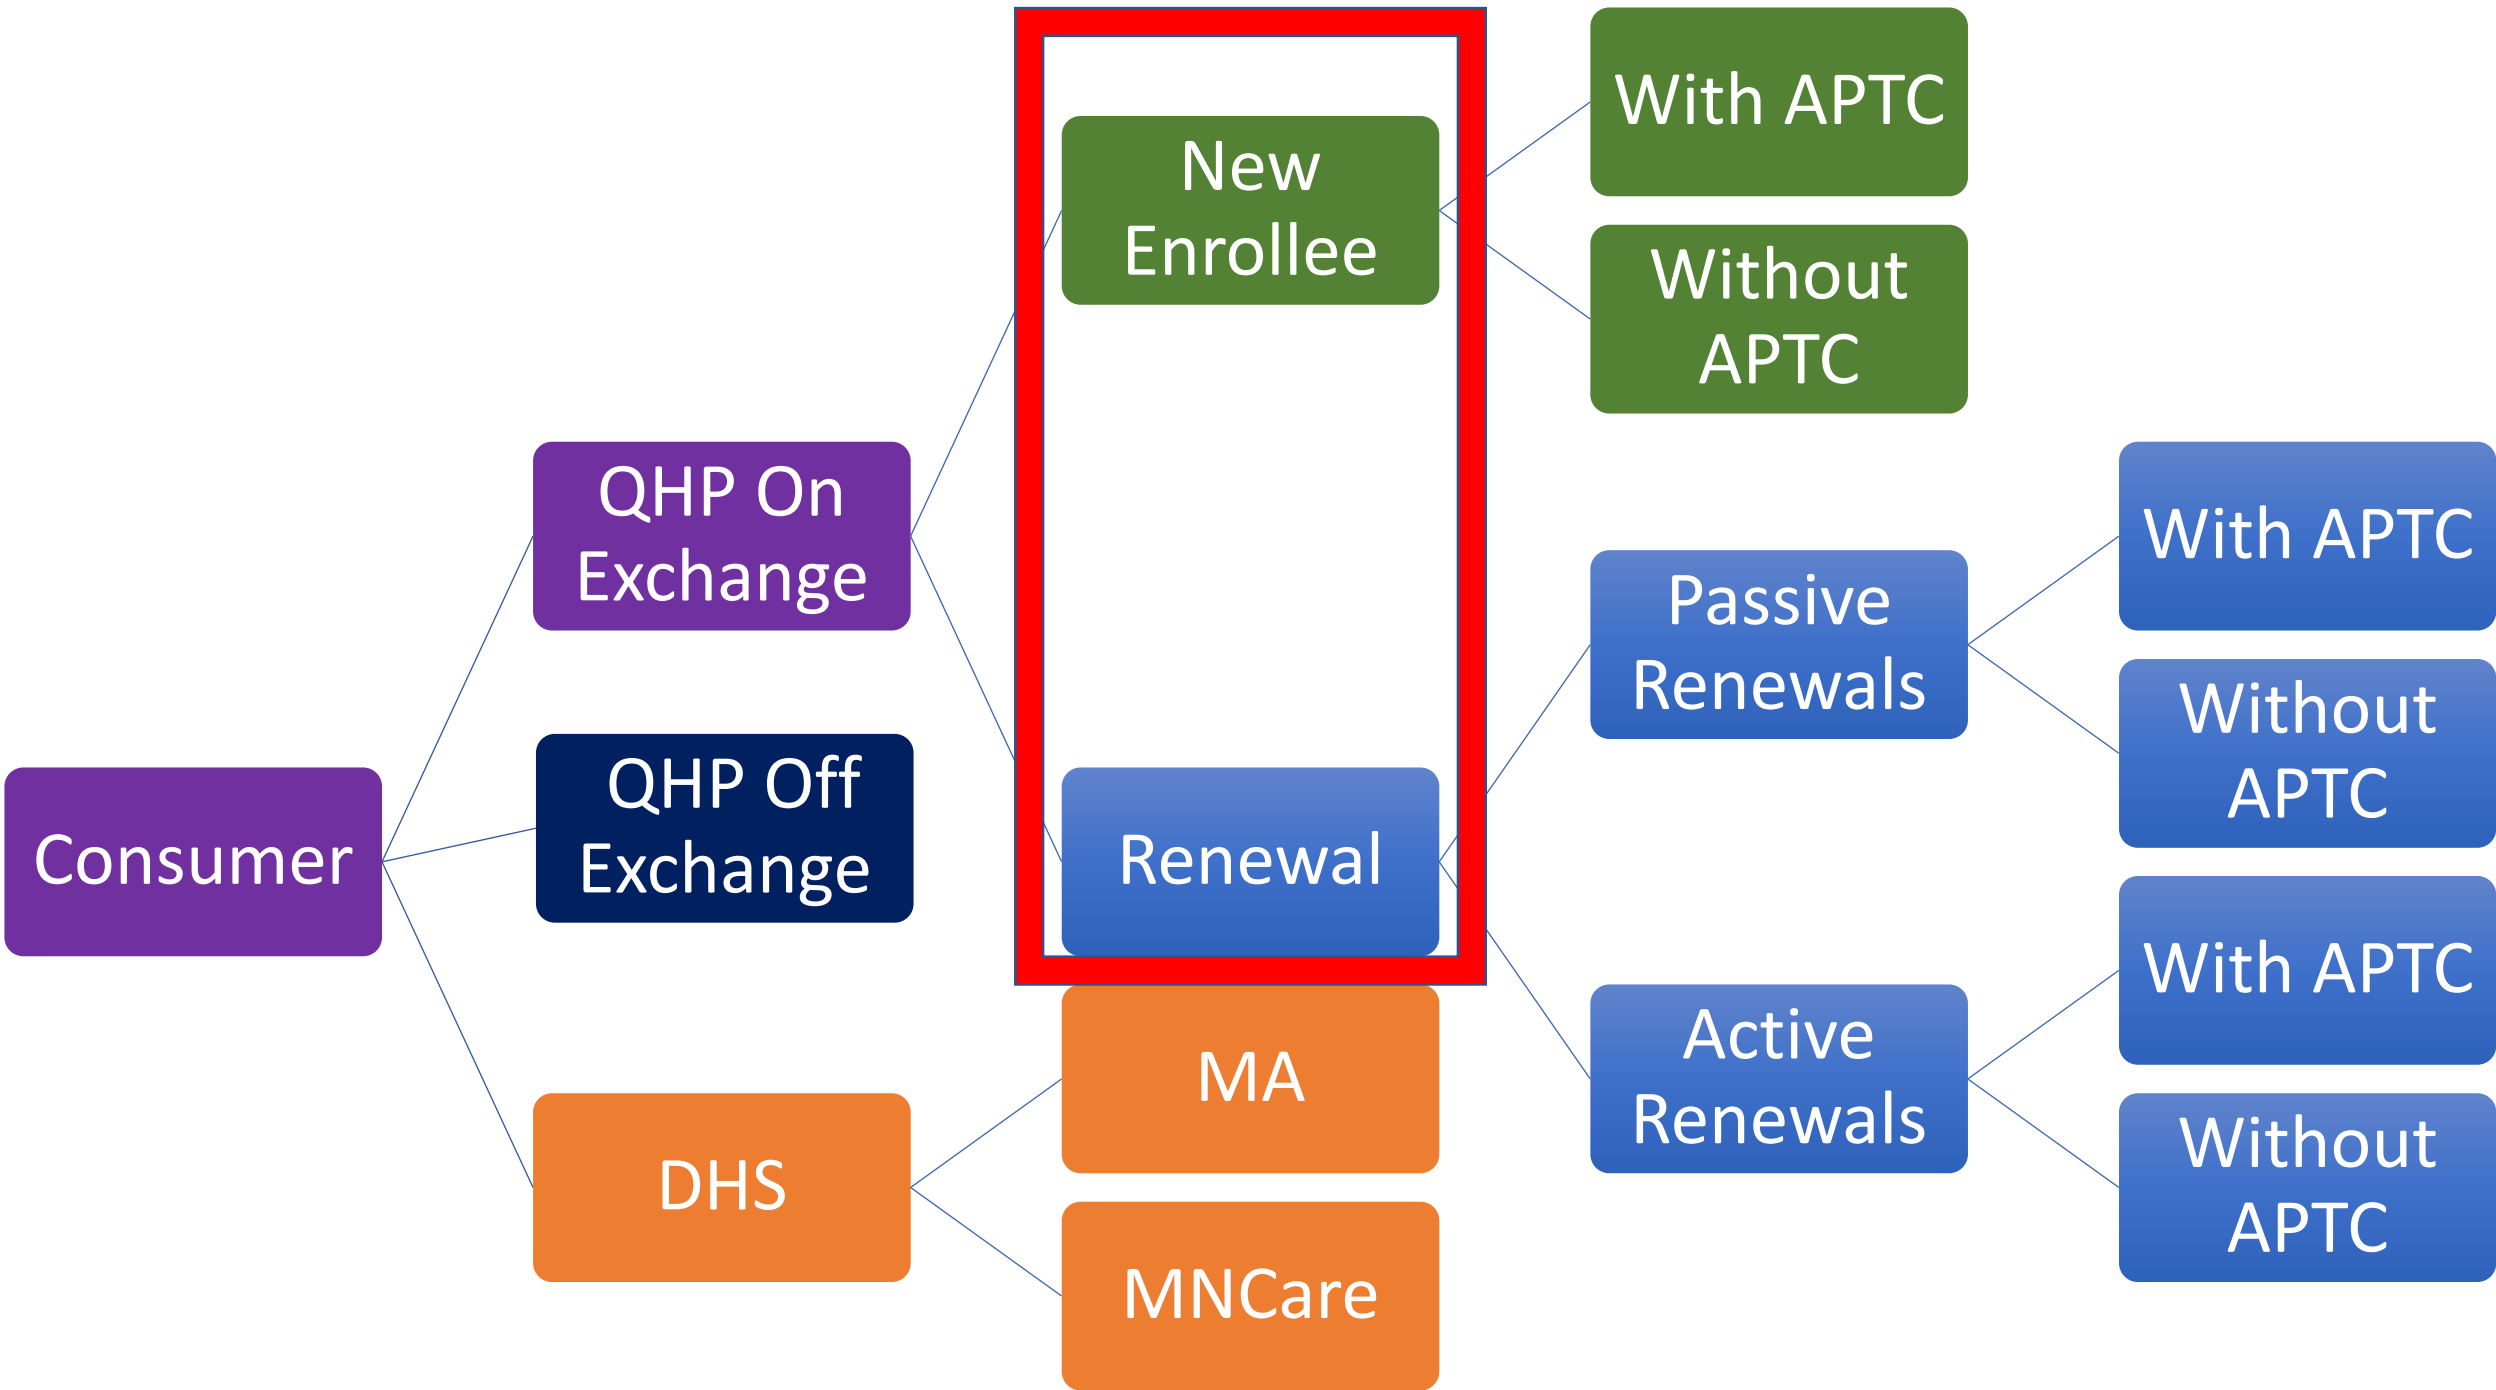 Consumer
QHP On
Exchange
QHP Off
Exchange
DHS
New
Enrollee
Renewal
MA
MNCare
With APTC
Without
APTC
Passive
Renewals
Active
Renewals
With APTC
Without
APTC
With APTC
Without
APTC